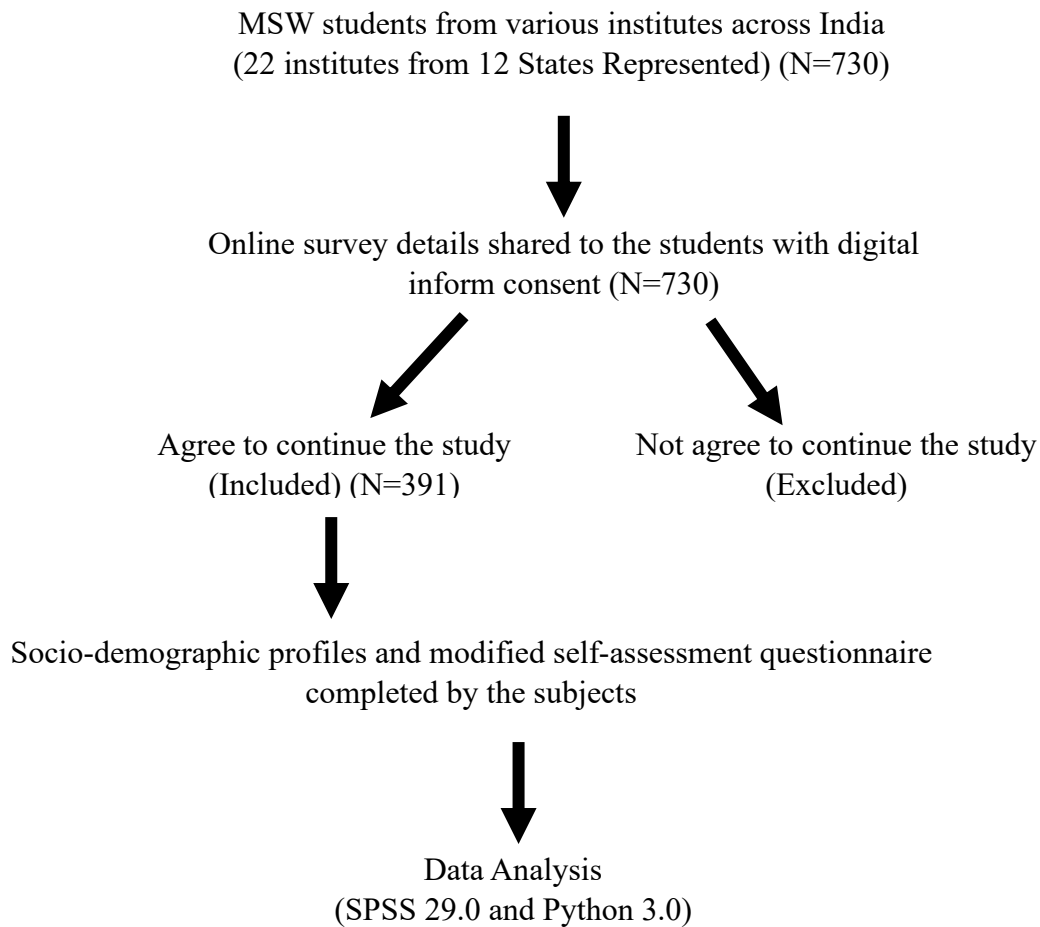 MSW students from various institutes across India
(22 institutes from 12 States Represented) (N=730)
Online survey details shared to the students with digital
inform consent (N=730)
Agree to continue the study
(Included) (N=391)
Not agree to continue the study
(Excluded)
Socio-demographic profiles and modified self-assessment questionnaire
completed by the subjects
Data Analysis
(SPSS 29.0 and Python 3.0)